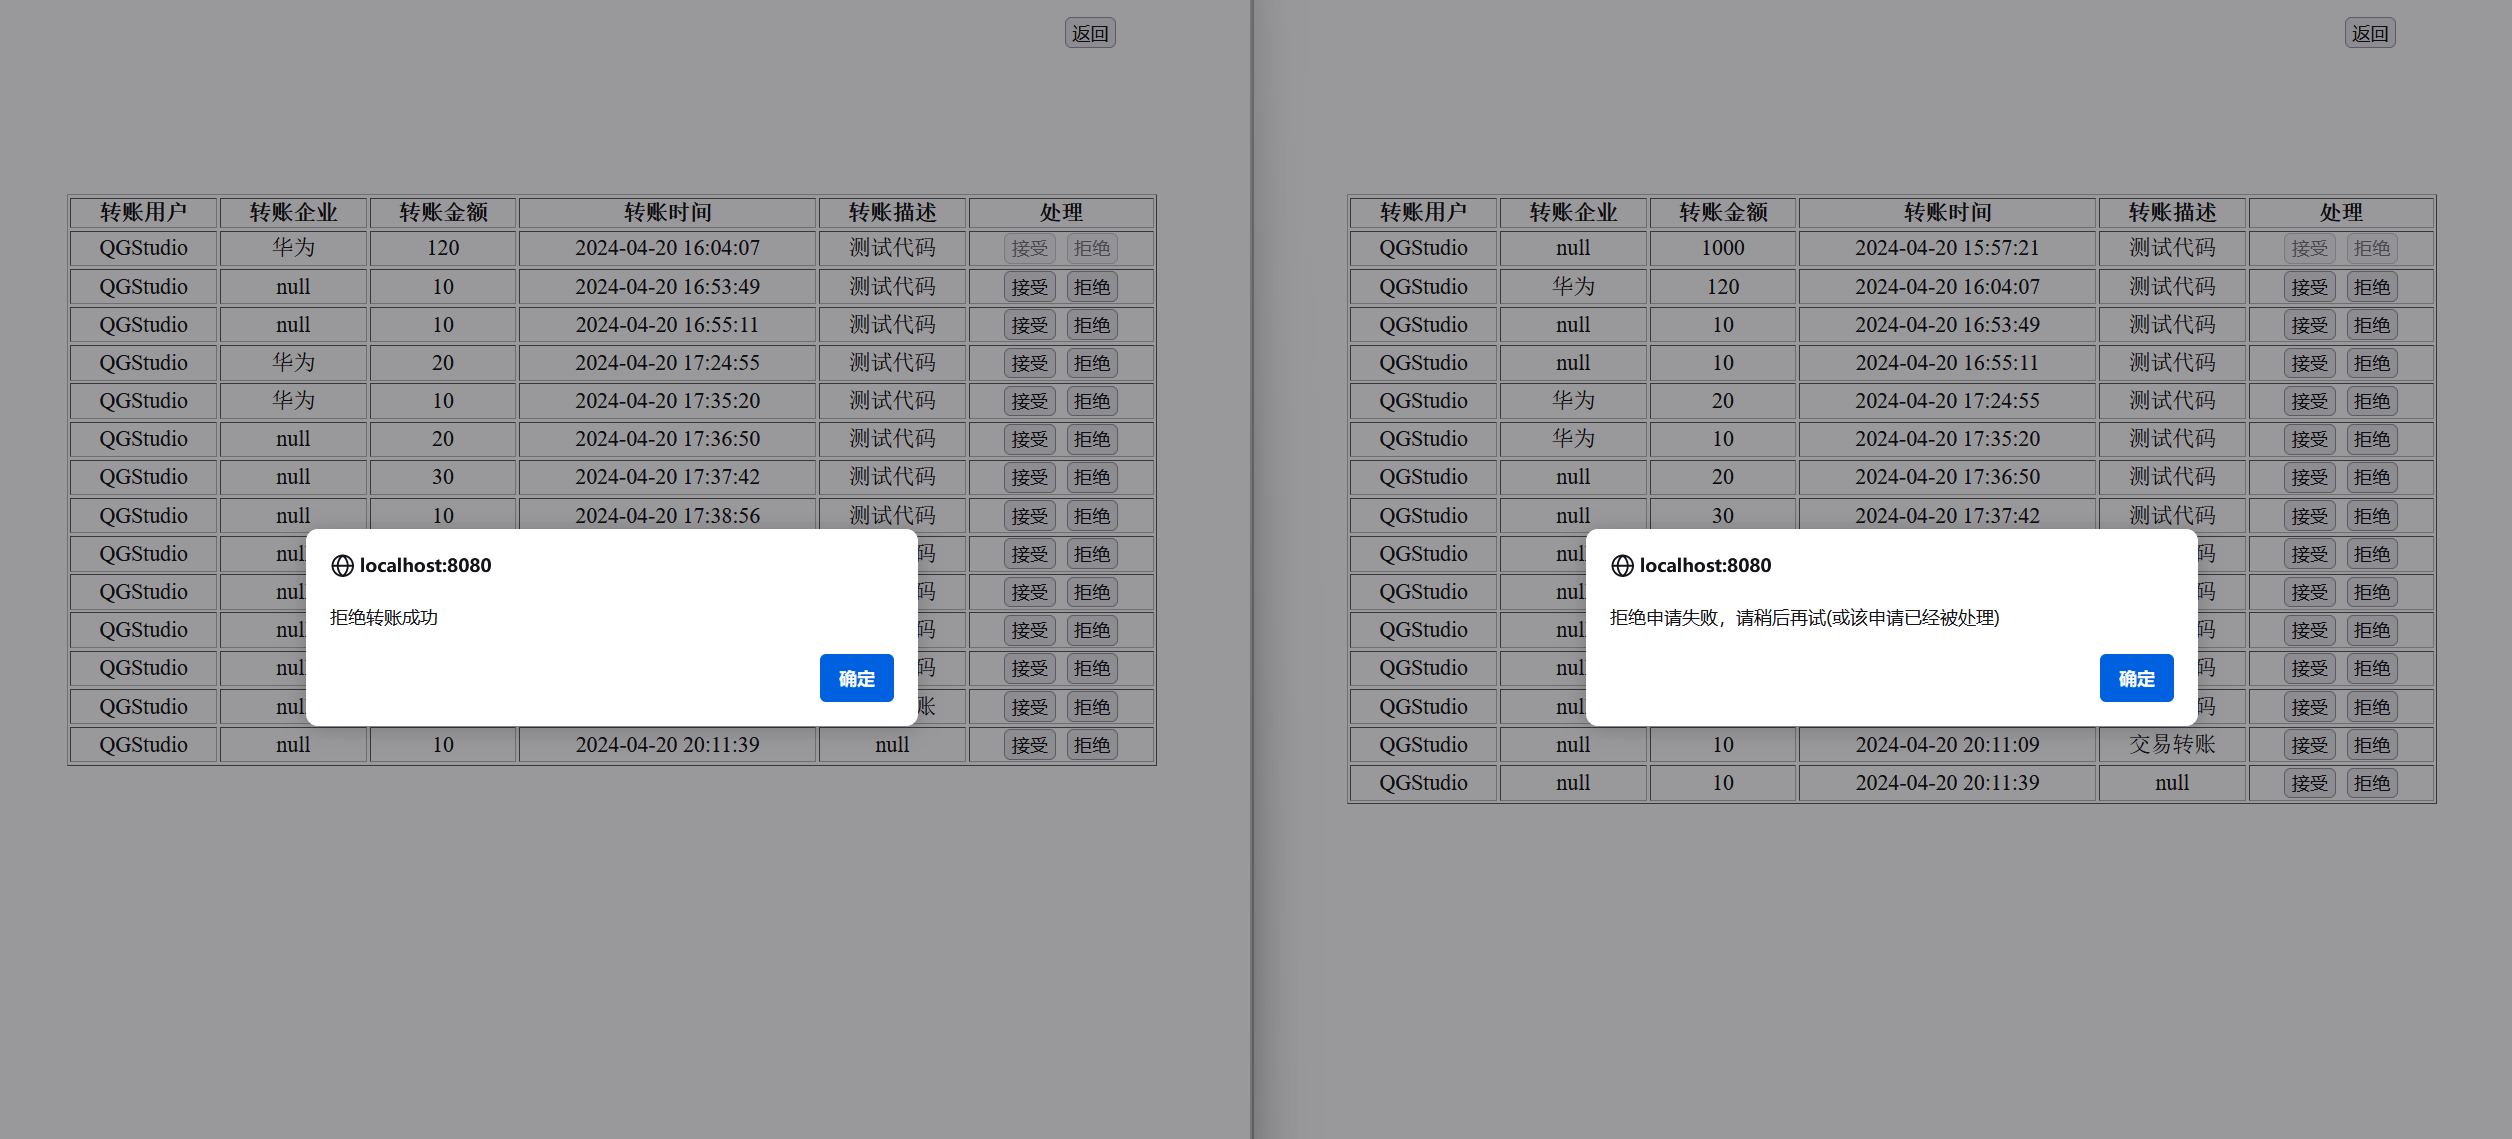 返回
转账用户 转账企业 转账金额 转账时间 转账描述 处理
QGStudio 华为 120 2024-04-20 16:04:07 测试代码 接受 拒绝
QGStudio null 10 2024-04-20 16:53:49 测试代码 接受 拒绝
QGStudio null 10 2024-04-20 16:55:11 测试代码 接受 拒绝
QGStudio 华为 20 2024-04-20 17:24:55 测试代码 接受 拒绝
QGStudio 华为 10 2024-04-20 17:35:20 测试代码 接受 拒绝
QGStudio null 20 2024-04-20 17:36:50 测试代码 接受 拒绝
QGStudio null 30 2024-04-20 17:37:42 测试代码 接受 拒绝
QGStudio null 10 2024-04-20 17:38:56 测试代码 接受 拒绝
QGStudio nul 码 接受 拒绝
QGStudio nul 码 接受 拒绝
QGStudio nul 码 接受 拒绝
QGStudio nul 码 接受 拒绝
QGStudio nul 账 接受 拒绝
QGStudio null 10 2024-04-20 20:11:39 null 接受 拒绝
localhost:8080
拒绝转账成功
确定
返回
转账用户 转账企业 转账金额 转账时间 转账描述 处理
QGStudio null 1000 2024-04-20 15:57:21 测试代码 接受 拒绝
QGStudio 华为 120 2024-04-20 16:04:07 测试代码 接受 拒绝
QGStudio null 10 2024-04-20 16:53:49 测试代码 接受 拒绝
QGStudio null 10 2024-04-20 16:55:11 测试代码 接受 拒绝
QGStudio 华为 20 2024-04-20 17:24:55 测试代码 接受 拒绝
QGStudio 华为 10 2024-04-20 17:35:20 测试代码 接受 拒绝
QGStudio null 20 2024-04-20 17:36:50 测试代码 接受 拒绝
QGStudio null 30 2024-04-20 17:37:42 测试代码 接受 拒绝
QGStudio nul 码 接受 拒绝
QGStudio nul 码 接受 拒绝
QGStudio nul 码 接受 拒绝
QGStudio nul 码 接受 拒绝
QGStudio nul 码 接受 拒绝
QGStudio null 10 2024-04-20 20:11:09 交易转账 接受 拒绝
QGStudio null 10 2024-04-20 20:11:39 null 接受 拒绝
localhost:8080
拒绝申请失败，请稍后再试(或该申请已经被处理)
确定